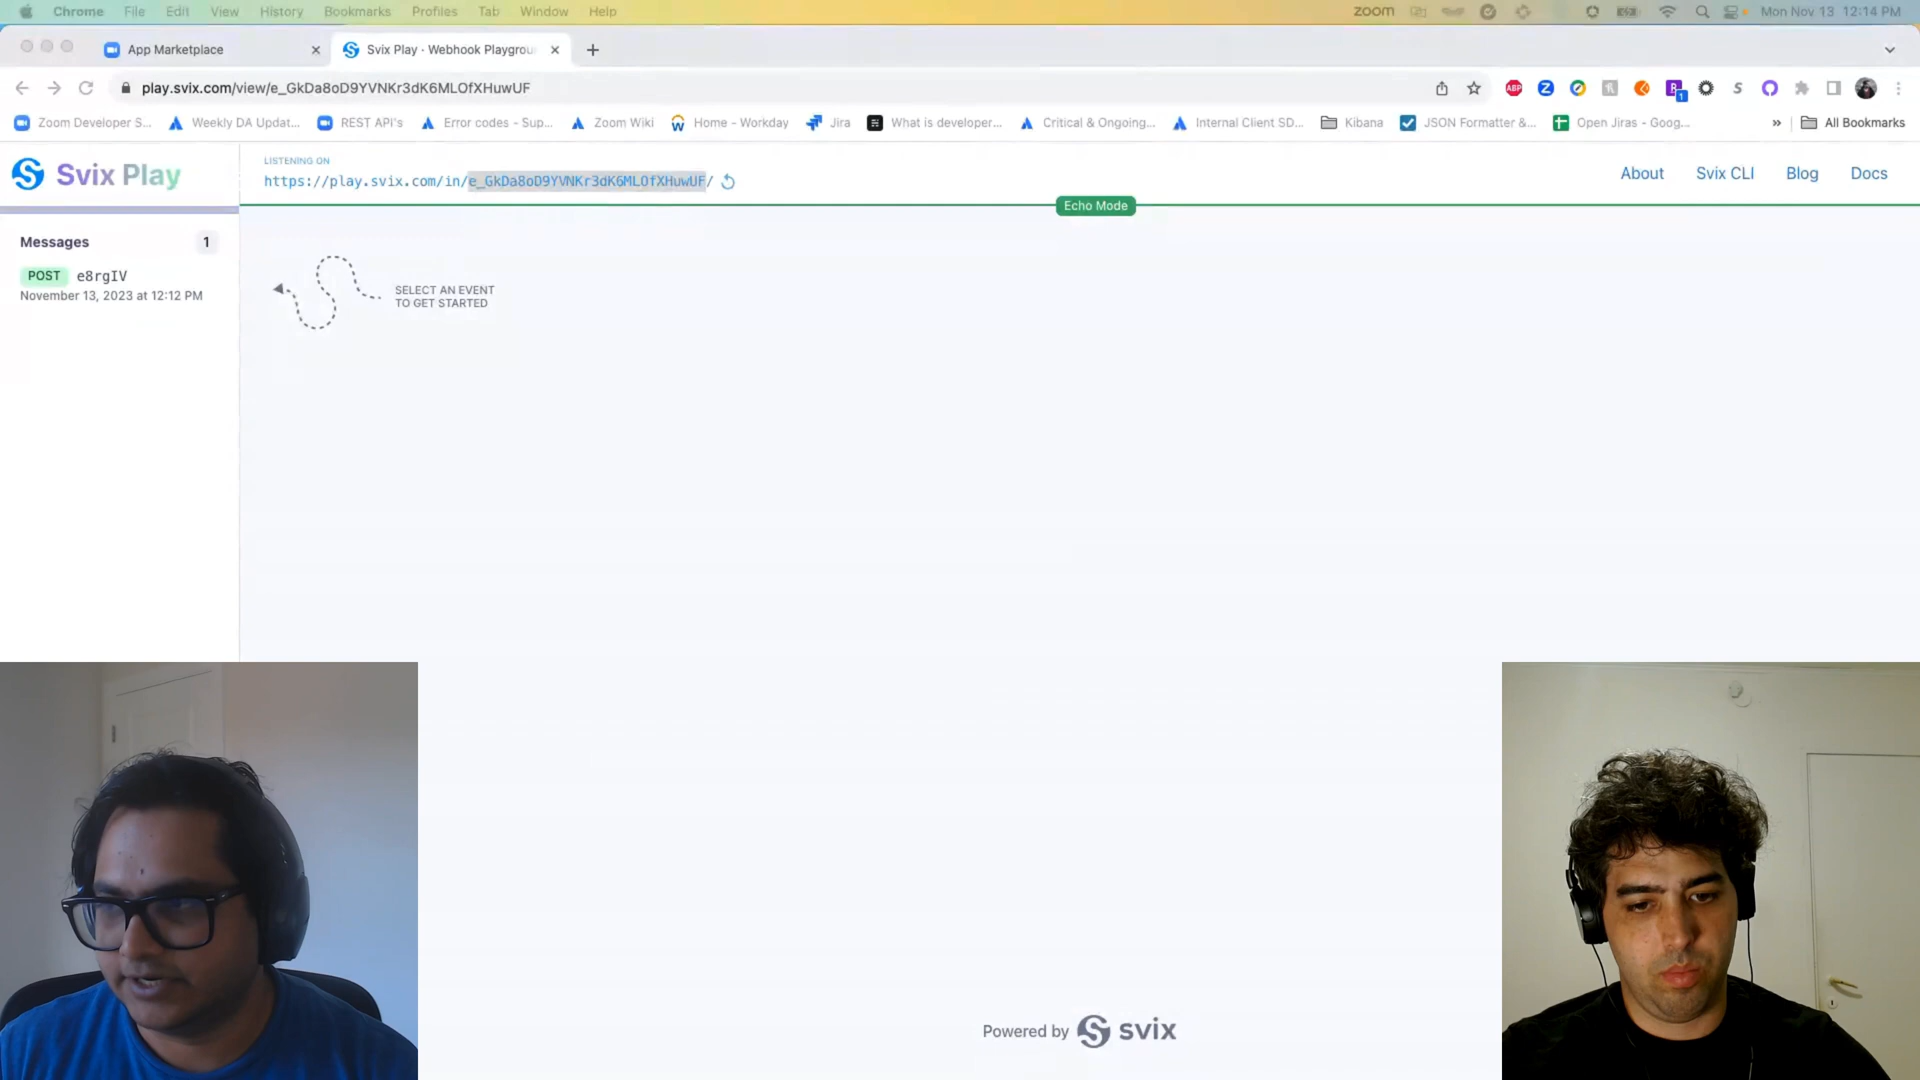 Chrome File Edit View History Bookmarks Profiles Tab Window Help zoom Mon Nov 13 12:14 PM
App Marketplace Svix Play · Webhook Playgrou
play.svix.com/view/e_GkDa8oD9YVNKr3dK6MLOfXHuwUF ABP 1
Zoom Developer S... Weekly DA Updat... REST API's Error codes - Sup... Zoom Wiki Home - Workday Jira What is developer... Critical & Ongoing... Internal Client SD... Kibana JSON Formatter &... Open Jiras - Goog... » All Bookmarks
Svix Play
LISTENING ON
https://play.svix.com/in/e_GkDa8oD9YVNKr3dK6MLOfXHuwUF/
About Svix CLI Blog Docs
Echo Mode
Messages 1
POST e8rgIV
November 13, 2023 at 12:12 PM
SELECT AN EVENT
TO GET STARTED
Powered by svix